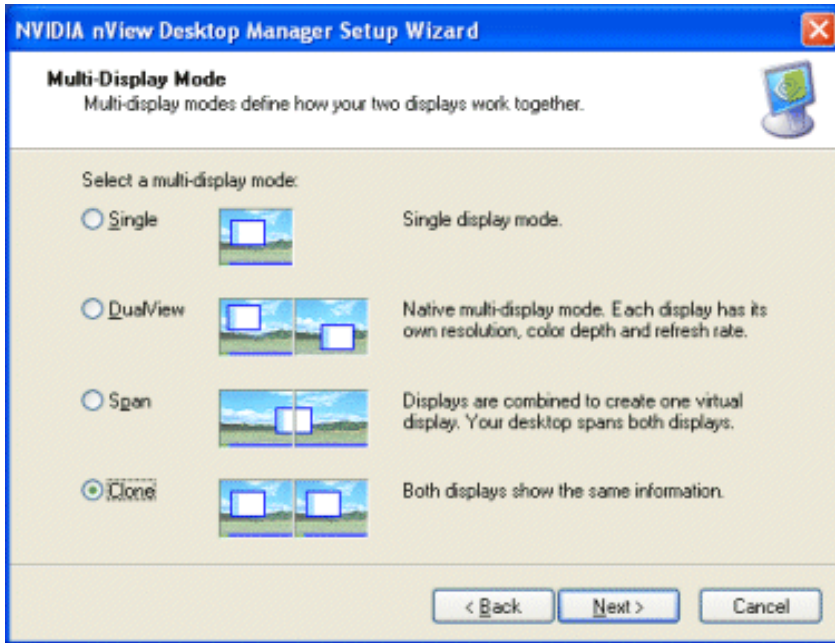 NVIDIA nView Desktop Manager Setup Wizard
Multi-Display Mode
Multi-display modes define how your two displays work together.
Select a multi-display mode:
Single
Single display mode.
DualView
Native multi-display mode. Each display has its
own resolution, color depth and refresh rate.
Span
Displays are combined to create one virtual
display. Your desktop spans both displays.
Clone
Both displays show the same information.
< Back
Next >
Cancel